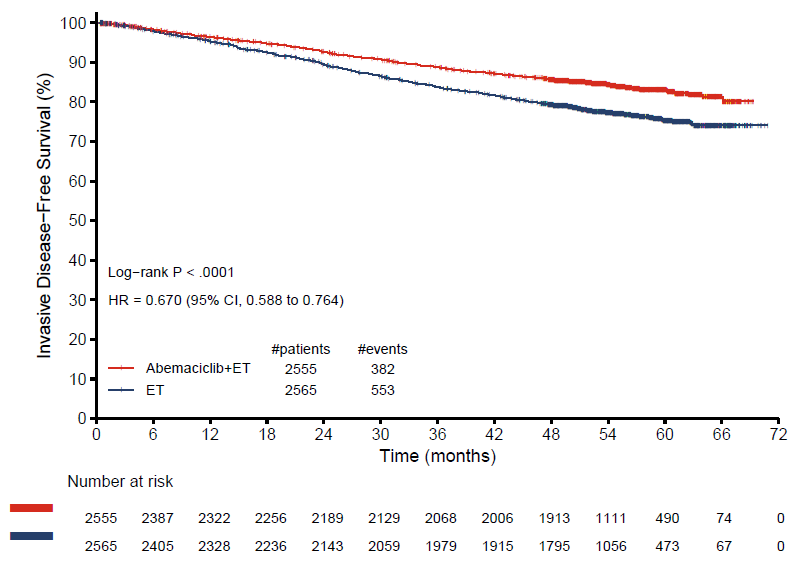 Invasive Disease−Free Survival (%)
100
90
80
70
60
50
40
30
20
10
0
Log−rank P < .0001
HR = 0.670 (95% CI, 0.588 to 0.764)
#patients #events
Abemaciclib+ET 2555 382
ET 2565 553
0 6 12 18 24 30 36 42 48 54 60 66 72
Time (months)
Number at risk
2555 2387 2322 2256 2189 2129 2068 2006 1913 1111 490 74 0
2565 2405 2328 2236 2143 2059 1979 1915 1795 1056 473 67 0